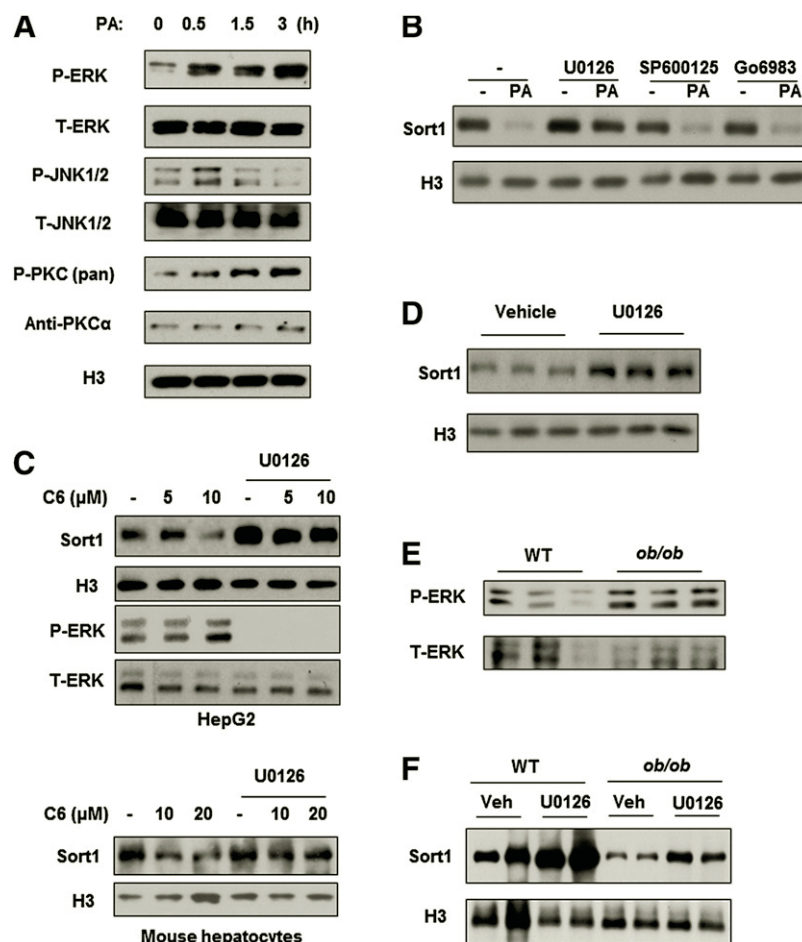 A
PA: 0 0.5 1.5 3 (h)
P-ERK
T-ERK
P-JNK1/2
T-JNK1/2
P-PKC (pan)
Anti-PKCα
H3
B
- U0126 SP600125 Go6983
- PA - PA - PA - PA
Sort1
H3
C
U0126
C6 (µM) - 5 10 - 5 10
Sort1
H3
P-ERK
T-ERK
HepG2
U0126
C6 (µM) - 10 20 - 10 20
Sort1
H3
Mouse hepatocytes
D
Vehicle U0126
Sort1
H3
E
WT ob/ob
P-ERK
T-ERK
F
WT ob/ob
Veh U0126 Veh U0126
Sort1
H3